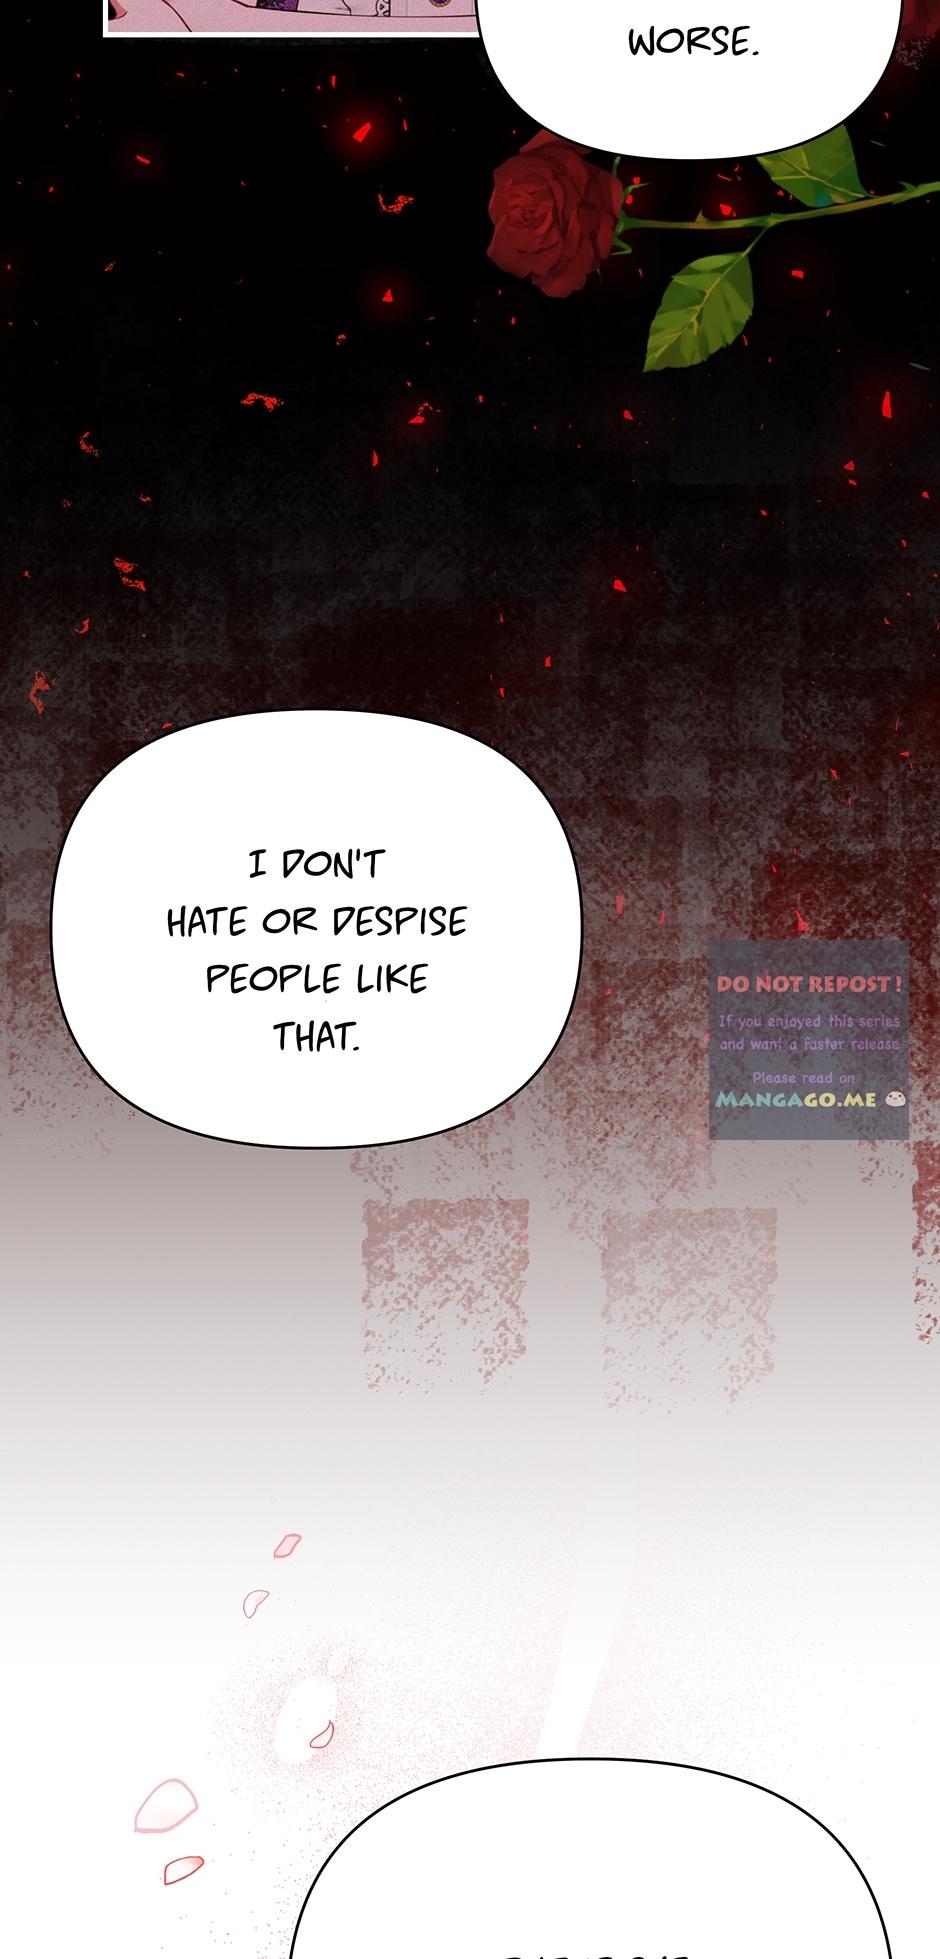 WORSE.
I DON'T
HATE OR DESPISE
PEOPLE LIKE
THAT.
DO NOT REPOST!
If you enjoyed this series
and want a faster release
Please read on
MANGAGO.ME